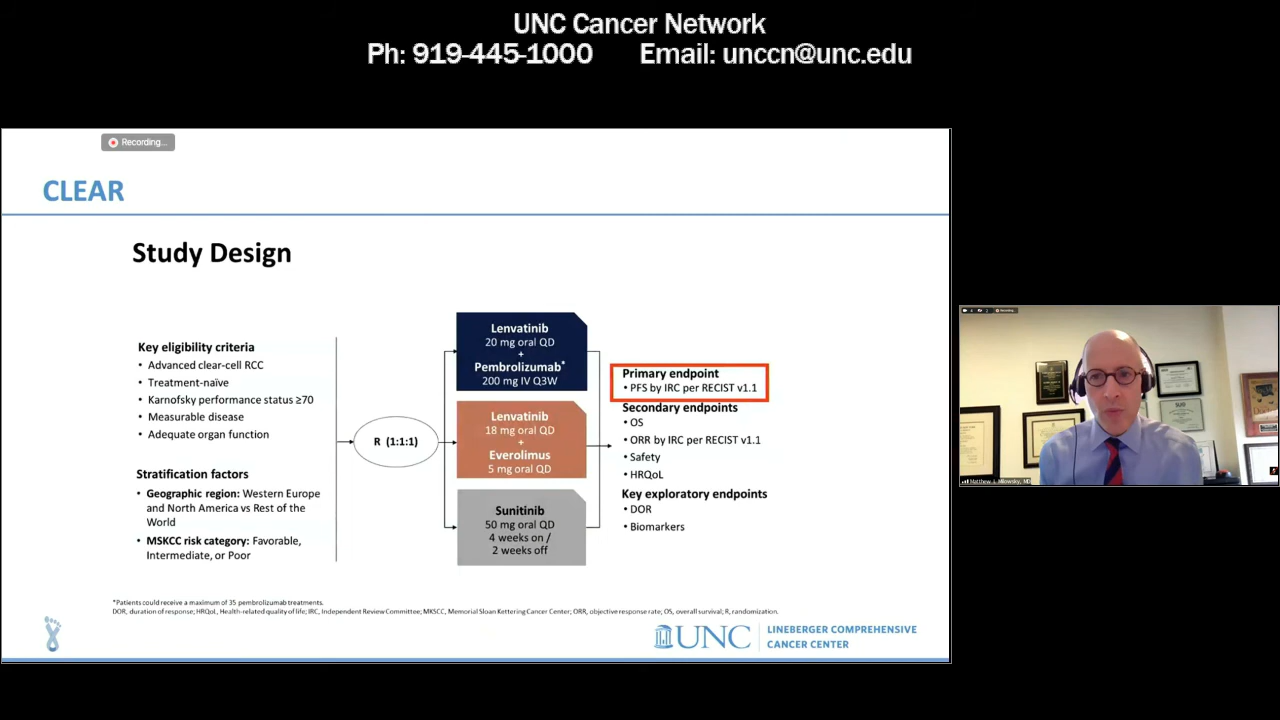 UNC Cancer Network
Ph: 919-445-1000 Email: unccn@unc.edu
Recording...
CLEAR
Study Design
Key eligibility criteria
• Advanced clear-cell RCC
• Treatment-naïve
• Karnofsky performance status ≥70
• Measurable disease
• Adequate organ function
Stratification factors
• Geographic region: Western Europe
and North America vs Rest of the
World
• MSKCC risk category: Favorable,
Intermediate, or Poor
R (1:1:1)
Lenvatinib
20 mg oral QD
+
Pembrolizumab*
200 mg IV Q3W
Lenvatinib
18 mg oral QD
+
Everolimus
5 mg oral QD
Sunitinib
50 mg oral QD
4 weeks on /
2 weeks off
Primary endpoint
• PFS by IRC per RECIST v1.1
Secondary endpoints
• OS
• ORR by IRC per RECIST v1.1
• Safety
• HRQoL
Key exploratory endpoints
• DOR
• Biomarkers
*Patients could receive a maximum of 35 pembrolizumab treatments.
DOR, duration of response; HRQoL, Health-related quality of life; IRC, Independent Review Committee; MKSCC, Memorial Sloan Kettering Cancer Center; ORR, objective response rate; OS, overall survival; R, randomization.
UNC
LINEBERGER COMPREHENSIVE
CANCER CENTER
Matthew I. Milowsky, MD